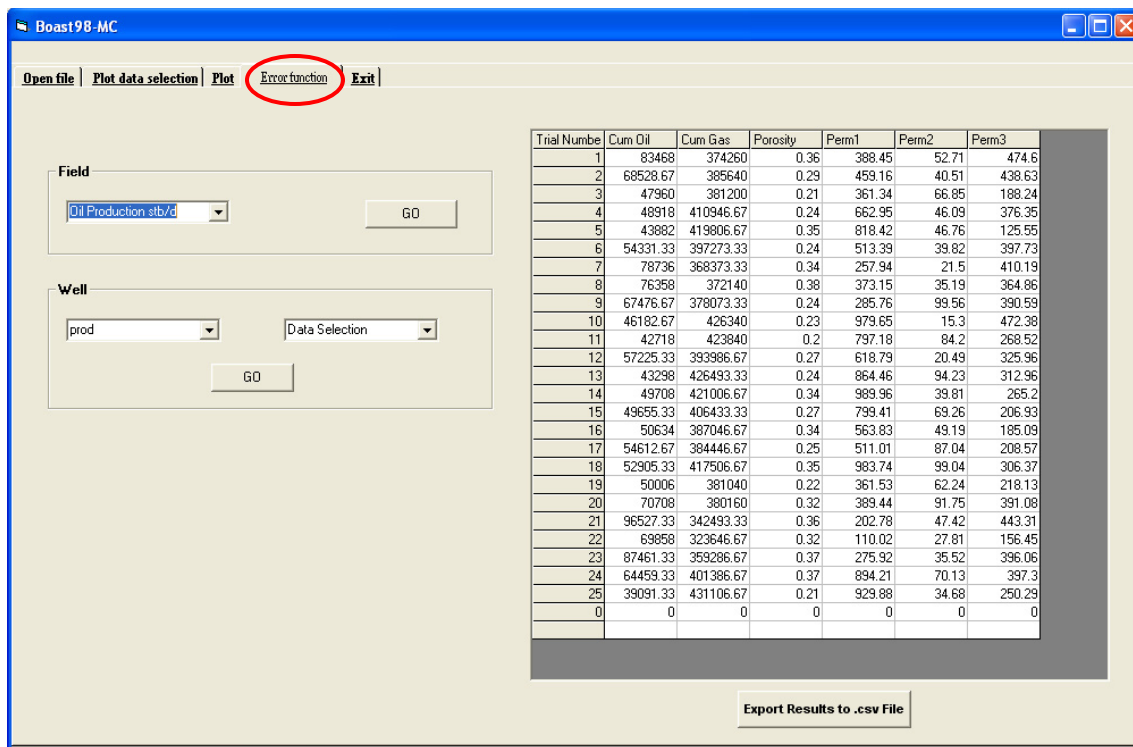 Boast98-MC
Open file Plot data selection Plot Error function Exit
Field
Oil Production stb/d GO
Well
prod Data Selection
GO
Trial Numbe Cum Oil Cum Gas Porosity Perm1 Perm2 Perm3
1 83468 374260 0.36 388.45 52.71 474.6
2 68528.67 385640 0.29 459.16 40.51 438.63
3 47960 381200 0.21 361.34 66.85 188.24
4 48918 410946.67 0.24 662.95 46.09 376.35
5 43882 419806.67 0.35 818.42 46.76 125.55
6 54331.33 397273.33 0.24 513.39 39.82 397.73
7 78736 368373.33 0.34 257.94 21.5 410.19
8 76358 372140 0.38 373.15 35.19 364.86
9 67476.67 378073.33 0.24 285.76 99.56 390.59
10 46182.67 426340 0.23 979.65 15.3 472.38
11 42718 423840 0.2 797.18 84.2 268.52
12 57225.33 393986.67 0.27 618.79 20.49 325.96
13 43298 426493.33 0.24 864.46 94.23 312.96
14 49708 421006.67 0.34 989.96 39.81 265.2
15 49655.33 406433.33 0.27 799.41 69.26 206.93
16 50634 387046.67 0.34 563.83 49.19 185.09
17 54612.67 384446.67 0.25 511.01 87.04 208.57
18 52905.33 417506.67 0.35 983.74 99.04 306.37
19 50006 381040 0.22 361.53 62.24 218.13
20 70708 380160 0.32 389.44 91.75 391.08
21 96527.33 342493.33 0.36 202.78 47.42 443.31
22 69858 323646.67 0.32 110.02 27.81 156.45
23 87461.33 359286.67 0.37 275.92 35.52 396.06
24 64459.33 401386.67 0.37 894.21 70.13 397.3
25 39091.33 431106.67 0.21 929.88 34.68 250.29
0 0 0 0 0 0 0
Export Results to .csv File